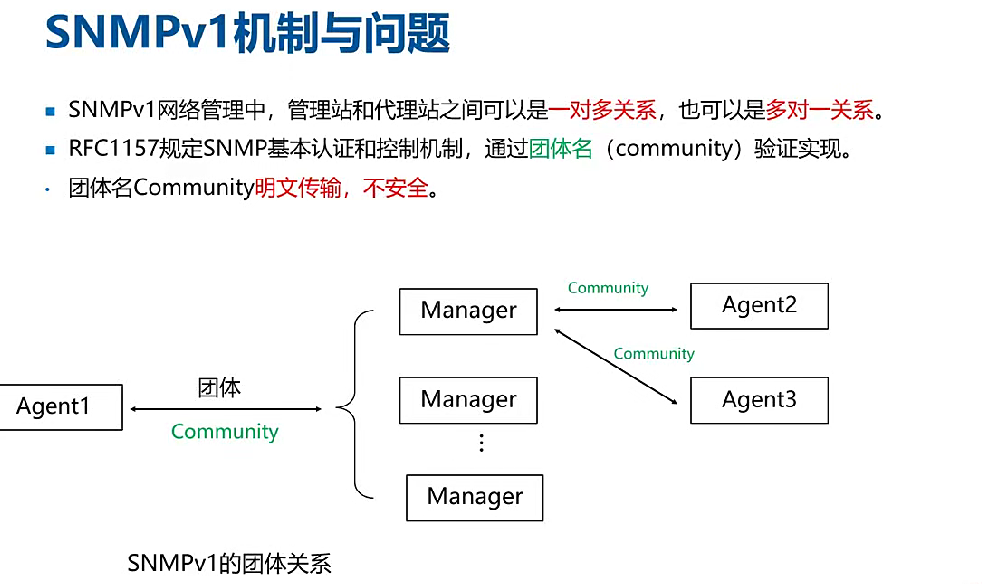 SNMPv1机制与问题
SNMPv1网络管理中，管理站和代理站之间可以是一对多关系，也可以是多对一关系。
RFC1157规定SNMP基本认证和控制机制，通过团体名（community）验证实现。
团体名Community明文传输，不安全。
Community
Manager
Agent2
Community
团体
Agent1
Manager
Agent3
Community
Manager
SNMPv1的团体关系